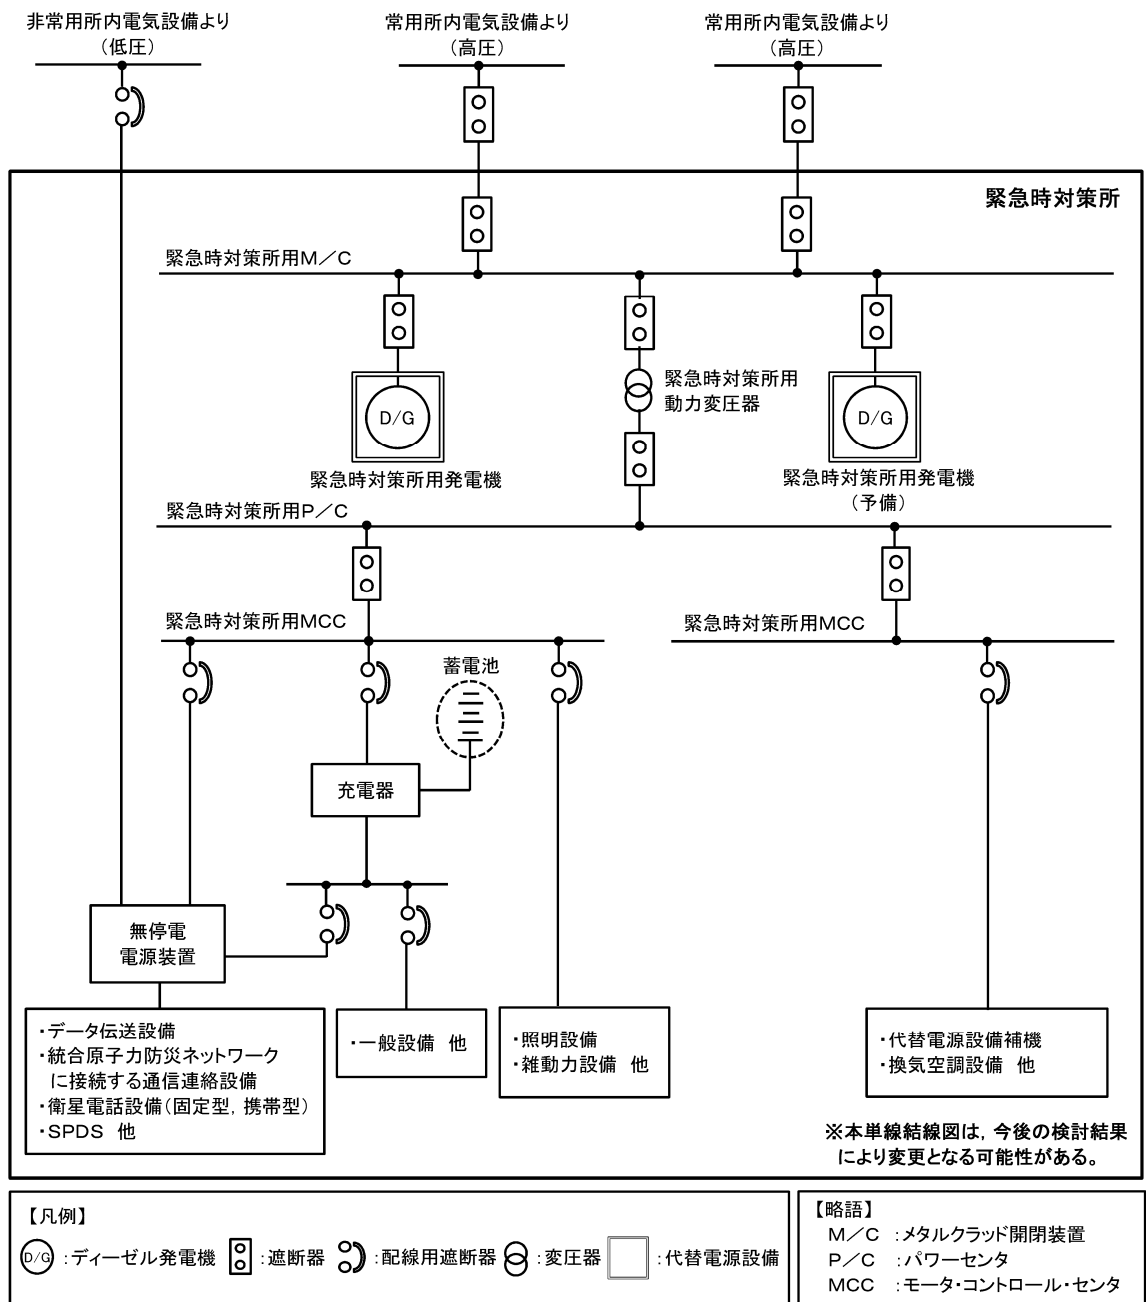 非常用所内電気設備より
（低圧）
常用所内電気設備より
（高圧）
常用所内電気設備より
（高圧）
緊急時対策所
緊急時対策所用M／C
緊急時対策所用
動力変圧器
D/G
D/G
緊急時対策所用発電機
緊急時対策所用発電機
（予備）
緊急時対策所用P／C
緊急時対策所用MCC
緊急時対策所用MCC
蓄電池
充電器
無停電
電源装置
・データ伝送設備
・統合原子力防災ネットワーク
に接続する通信連絡設備
・衛星電話設備（固定型，携帯型）
・SPDS 他
・一般設備 他
・照明設備
・雑動力設備 他
・代替電源設備補機
・換気空調設備 他
※本単線結線図は，今後の検討結果
により変更となる可能性がある。
【凡例】
D/G ：ディーゼル発電機 ：遮断器 ：配線用遮断器 ：変圧器 ：代替電源設備
【略語】
M／C ：メタルクラッド開閉装置
P／C ：パワーセンタ
MCC ：モータ・コントロール・センタ